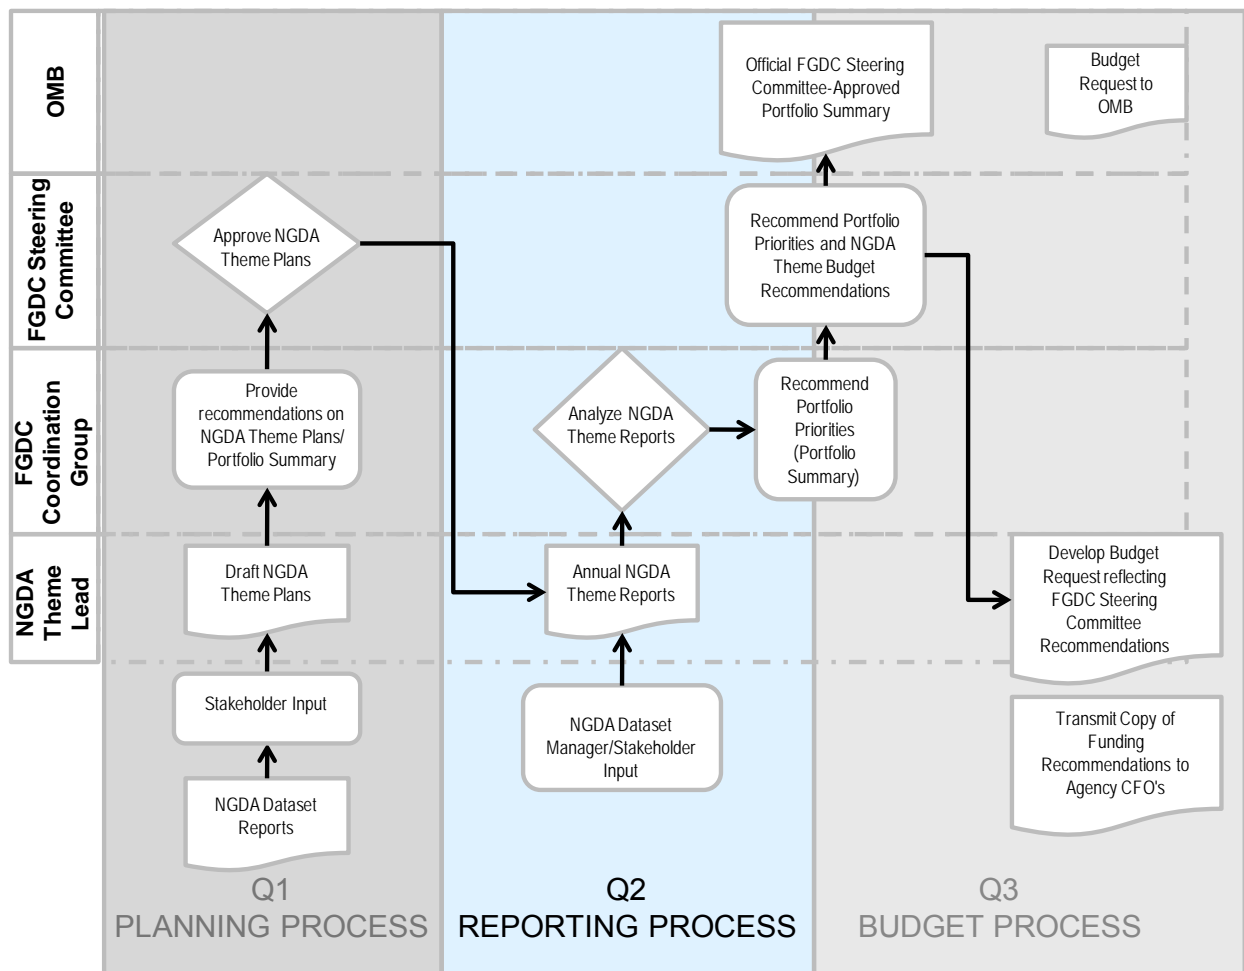 OMB
Official FGDC Steering
Committee-Approved
Portfolio Summary
Budget
Request to
OMB
FGDC Steering
Committee
Approve NGDA
Theme Plans
Recommend Portfolio
Priorities and NGDA
Theme Budget
Recommendations
FGDC
Coordination
Group
Provide
recommendations on
NGDA Theme Plans/
Portfolio Summary
Analyze NGDA
Theme Reports
Recommend
Portfolio
Priorities
(Portfolio
Summary)
NGDA
Theme
Lead
Draft NGDA
Theme Plans
Annual NGDA
Theme Reports
Develop Budget
Request reflecting
FGDC Steering
Committee
Recommendations
Stakeholder Input
NGDA Dataset
Manager/Stakeholder
Input
Transmit Copy of
Funding
Recommendations to
Agency CFO's
NGDA Dataset
Reports
Q1
PLANNING PROCESS
Q2
REPORTING PROCESS
Q3
BUDGET PROCESS